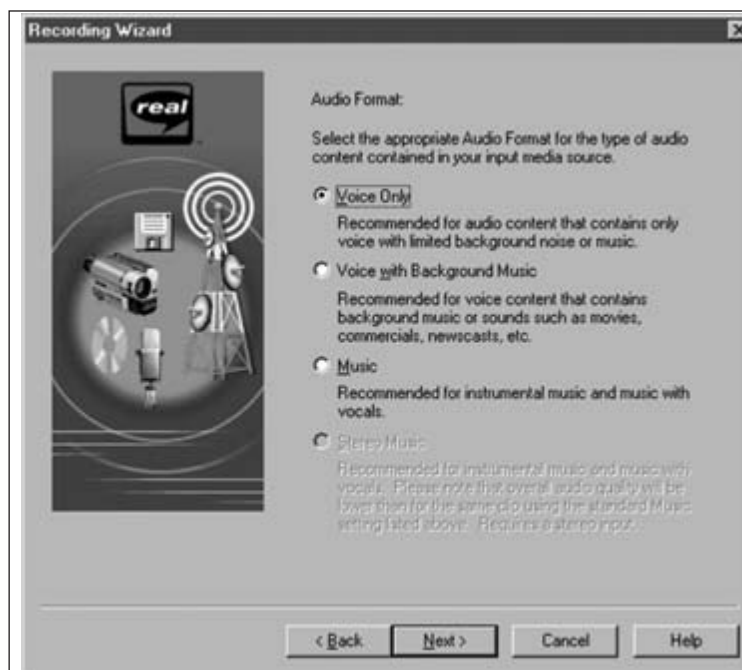 Recording Wizard
real
Audio Format:
Select the appropriate Audio Format for the type of audio
content contained in your input media source.
Voice Only
Recommended for audio content that contains only
voice with limited background noise or music.
Voice with Background Music
Recommended for voice content that contains
background music or sounds such as movies,
commercials, newscasts, etc.
Music
Recommended for instrumental music and music with
vocals.
Stereo Music
Recommended for instrumental music and music with
vocals. Please note that overall audio quality will be
lower than for the same clip using the standard Music
setting listed above. Requires a stereo input.
< Back
Next >
Cancel
Help